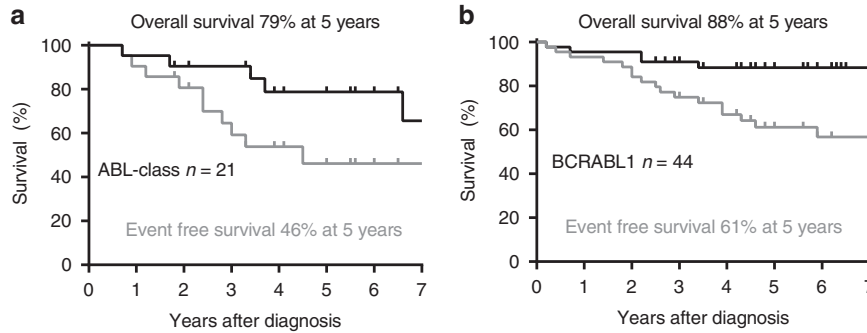 a
Overall survival 79% at 5 years
100
80
60
40
20
0
Survival (%)
ABL-class n = 21
Event free survival 46% at 5 years
0 1 2 3 4 5 6 7
Years after diagnosis
b
Overall survival 88% at 5 years
100
80
60
40
20
0
Survival (%)
BCRABL1 n = 44
Event free survival 61% at 5 years
0 1 2 3 4 5 6 7
Years after diagnosis